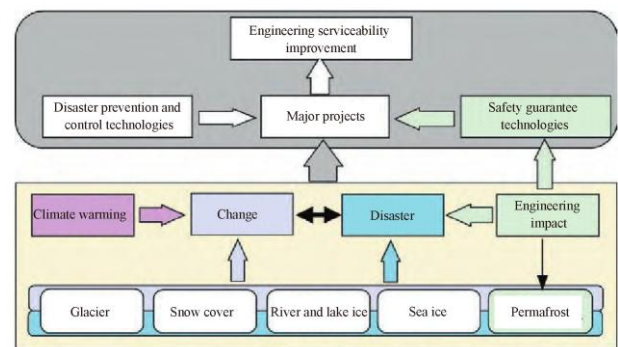 Engineering serviceability
improvement
Disaster prevention and
control technologies
Major projects
Safety guarantee
technologies
Climate warming
Change
Disaster
Engineering
impact
Glacier
Snow cover
River and lake ice
Sea ice
Permafrost